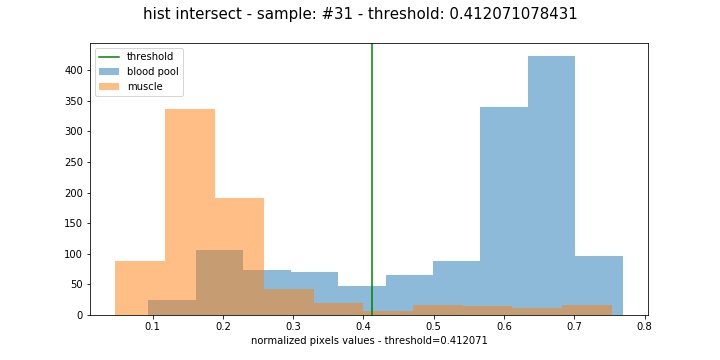 hist intersect - sample: #31 - threshold: 0.412071078431
threshold
blood pool
muscle
400
350
300
250
200
150
100
50
0
0.1 0.2 0.3 0.4 0.5 0.6 0.7 0.8
normalized pixels values - threshold=0.412071